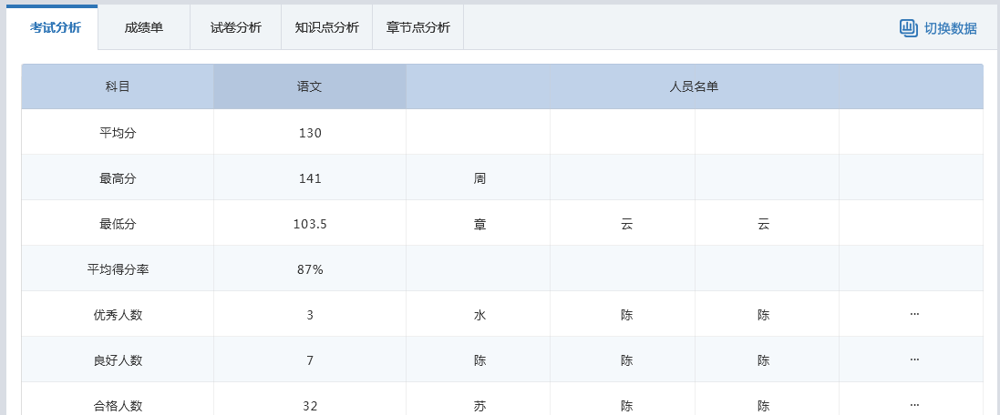 考试分析 成绩单 试卷分析 知识点分析 章节点分析 切换数据
科目 语文 人员名单
平均分 130
最高分 141 周
最低分 103.5 章 云 云
平均得分率 87%
优秀人数 3 水 陈 陈 ...
良好人数 7 陈 陈 陈 ...
合格人数 32 苏 陈 陈 ...